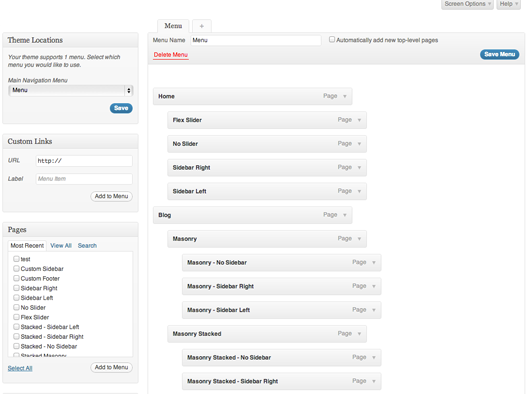 Screen Options
Help
Theme Locations
Your theme supports 1 menu. Select which
menu you would like to use.
Main Navigation Menu
Menu
Save
Custom Links
URL
http://
Label
Menu Item
Add to Menu
Pages
Most Recent
View All
Search
test
Custom Sidebar
Custom Footer
Sidebar Right
Sidebar Left
No Slider
Flex Slider
Stacked - Sidebar Left
Stacked - Sidebar Right
Stacked - No Sidebar
Stacked Masonry
Select All
Add to Menu
Menu
+
Menu Name
Menu
Automatically add new top-level pages
Delete Menu
Save Menu
Home
Page
Flex Slider
Page
No Slider
Page
Sidebar Right
Page
Sidebar Left
Page
Blog
Page
Masonry
Page
Masonry - No Sidebar
Page
Masonry - Sidebar Right
Page
Masonry - Sidebar Left
Page
Masonry Stacked
Page
Masonry Stacked - No Sidebar
Page
Masonry Stacked - Sidebar Right
Page